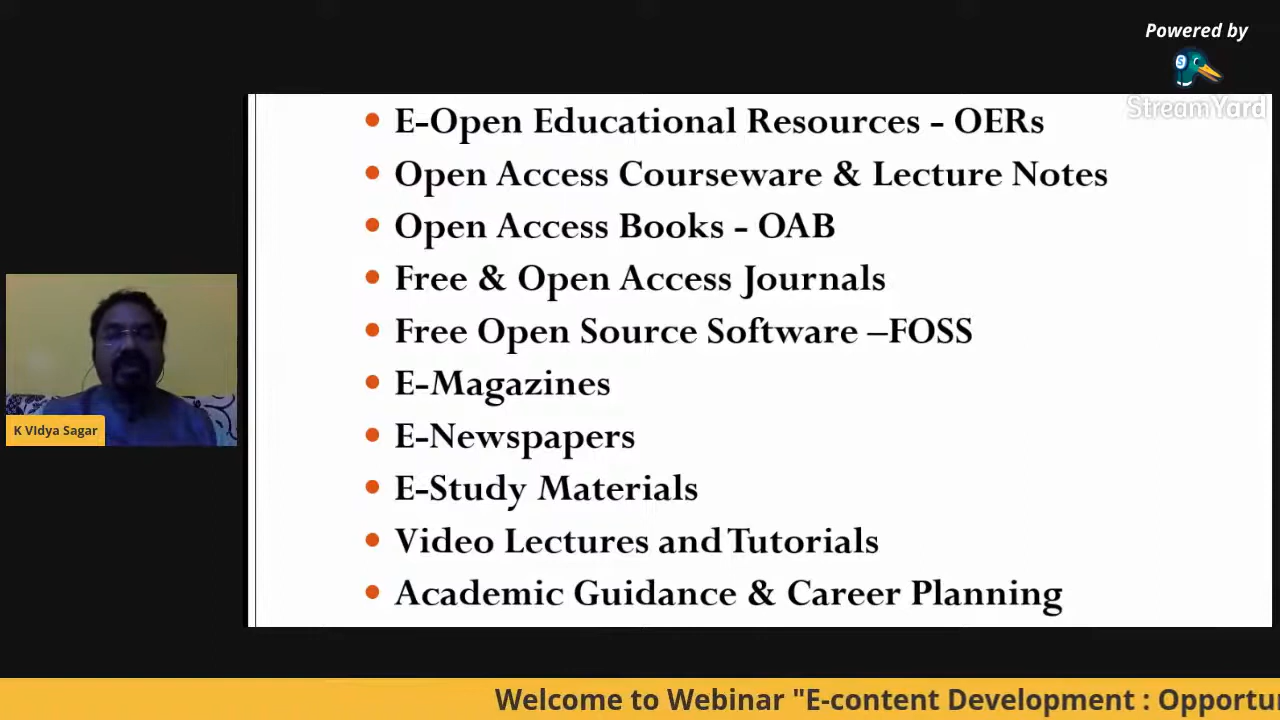 Powered by
StreamYard
E-Open Educational Resources - OERs
Open Access Courseware & Lecture Notes
Open Access Books - OAB
Free & Open Access Journals
Free Open Source Software –FOSS
E-Magazines
E-Newspapers
E-Study Materials
Video Lectures and Tutorials
Academic Guidance & Career Planning
K Vidya Sagar
Welcome to Webinar "E-content Development : Opportu